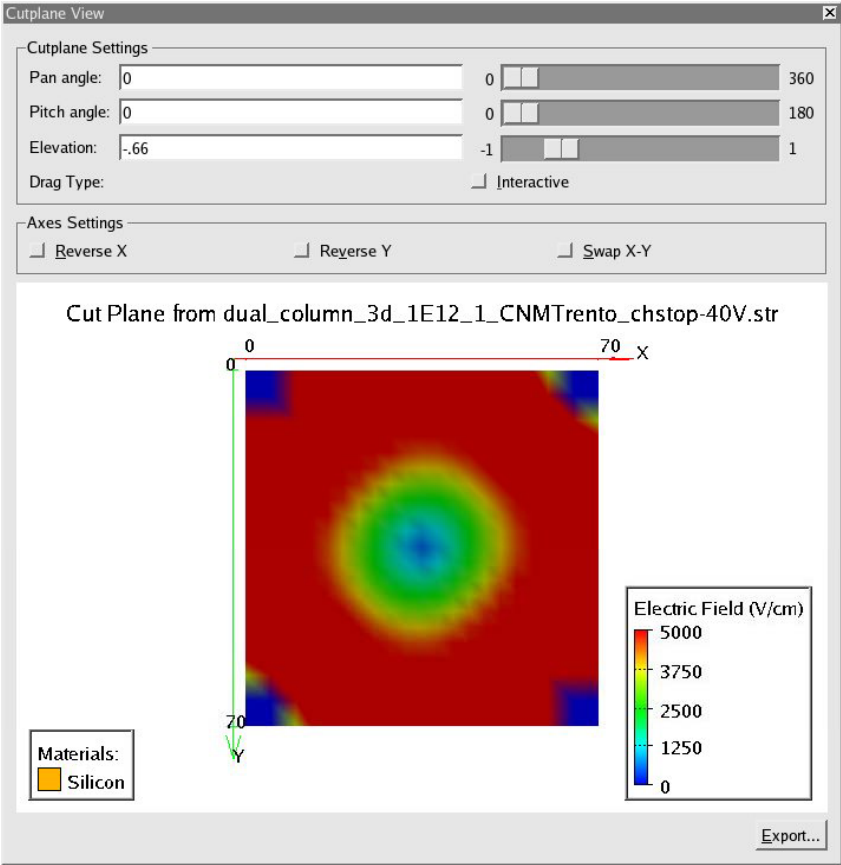 Cutplane View
Cutplane Settings
Pan angle: 0 0 360
Pitch angle: 0 0 180
Elevation: -.66 -1 1
Drag Type: Interactive
Axes Settings
Reverse X Reverse Y Swap X-Y
Cut Plane from dual_column_3d_1E12_1_CNMTrento_chstop-40V.str
0 70 X
0
Electric Field (V/cm)
5000
3750
2500
1250
0
70
Y
Materials:
Silicon
Export...